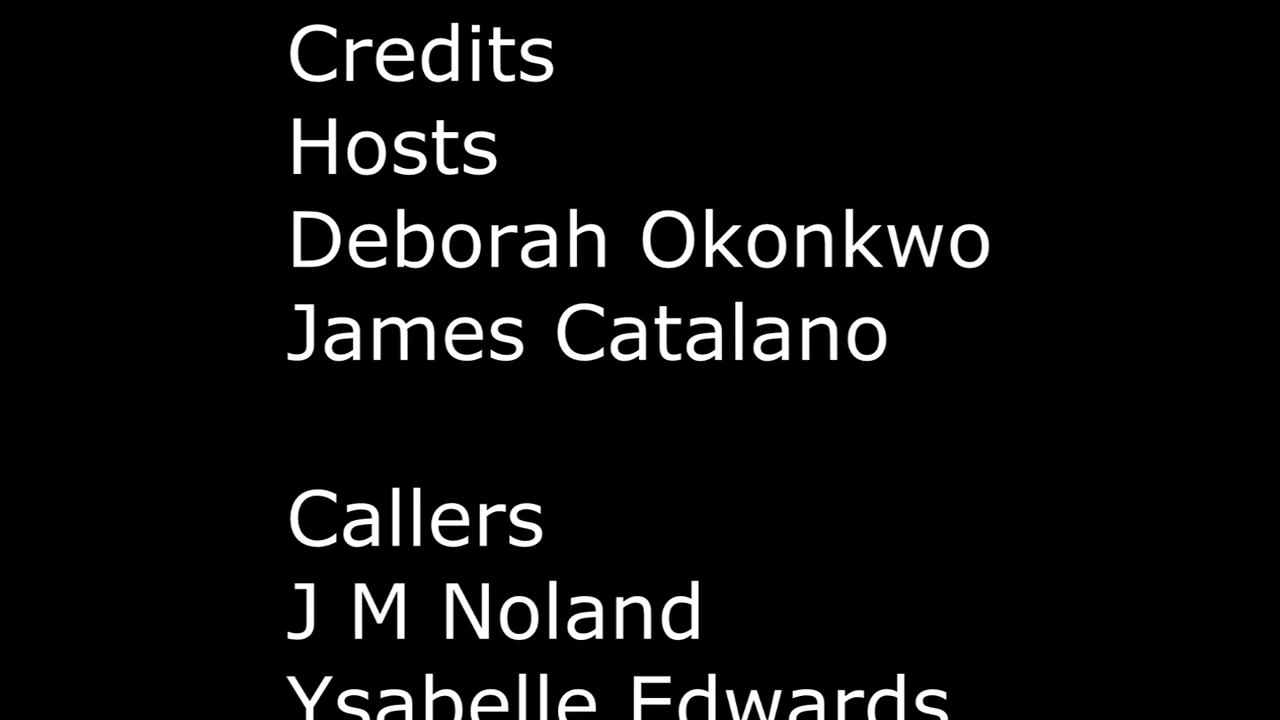 Credits
Hosts
Deborah Okonkwo
James Catalano
Callers
J M Noland
Ysabelle Edwards